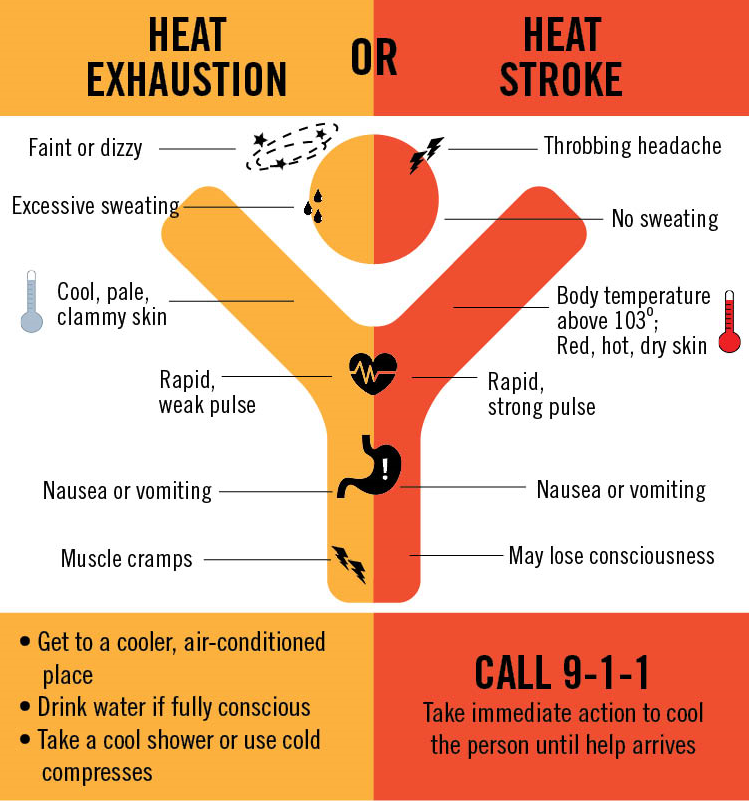 HEAT
EXHAUSTION
OR
HEAT
STROKE
Faint or dizzy
Throbbing headache
Excessive sweating
No sweating
Cool, pale,
clammy skin
Body temperature
above 103⁰;
Red, hot, dry skin
Rapid,
weak pulse
Rapid,
strong pulse
!
Nausea or vomiting
Nausea or vomiting
Muscle cramps
May lose consciousness
• Get to a cooler, air-conditioned
place
• Drink water if fully conscious
• Take a cool shower or use cold
compresses
CALL 9-1-1
Take immediate action to cool
the person until help arrives